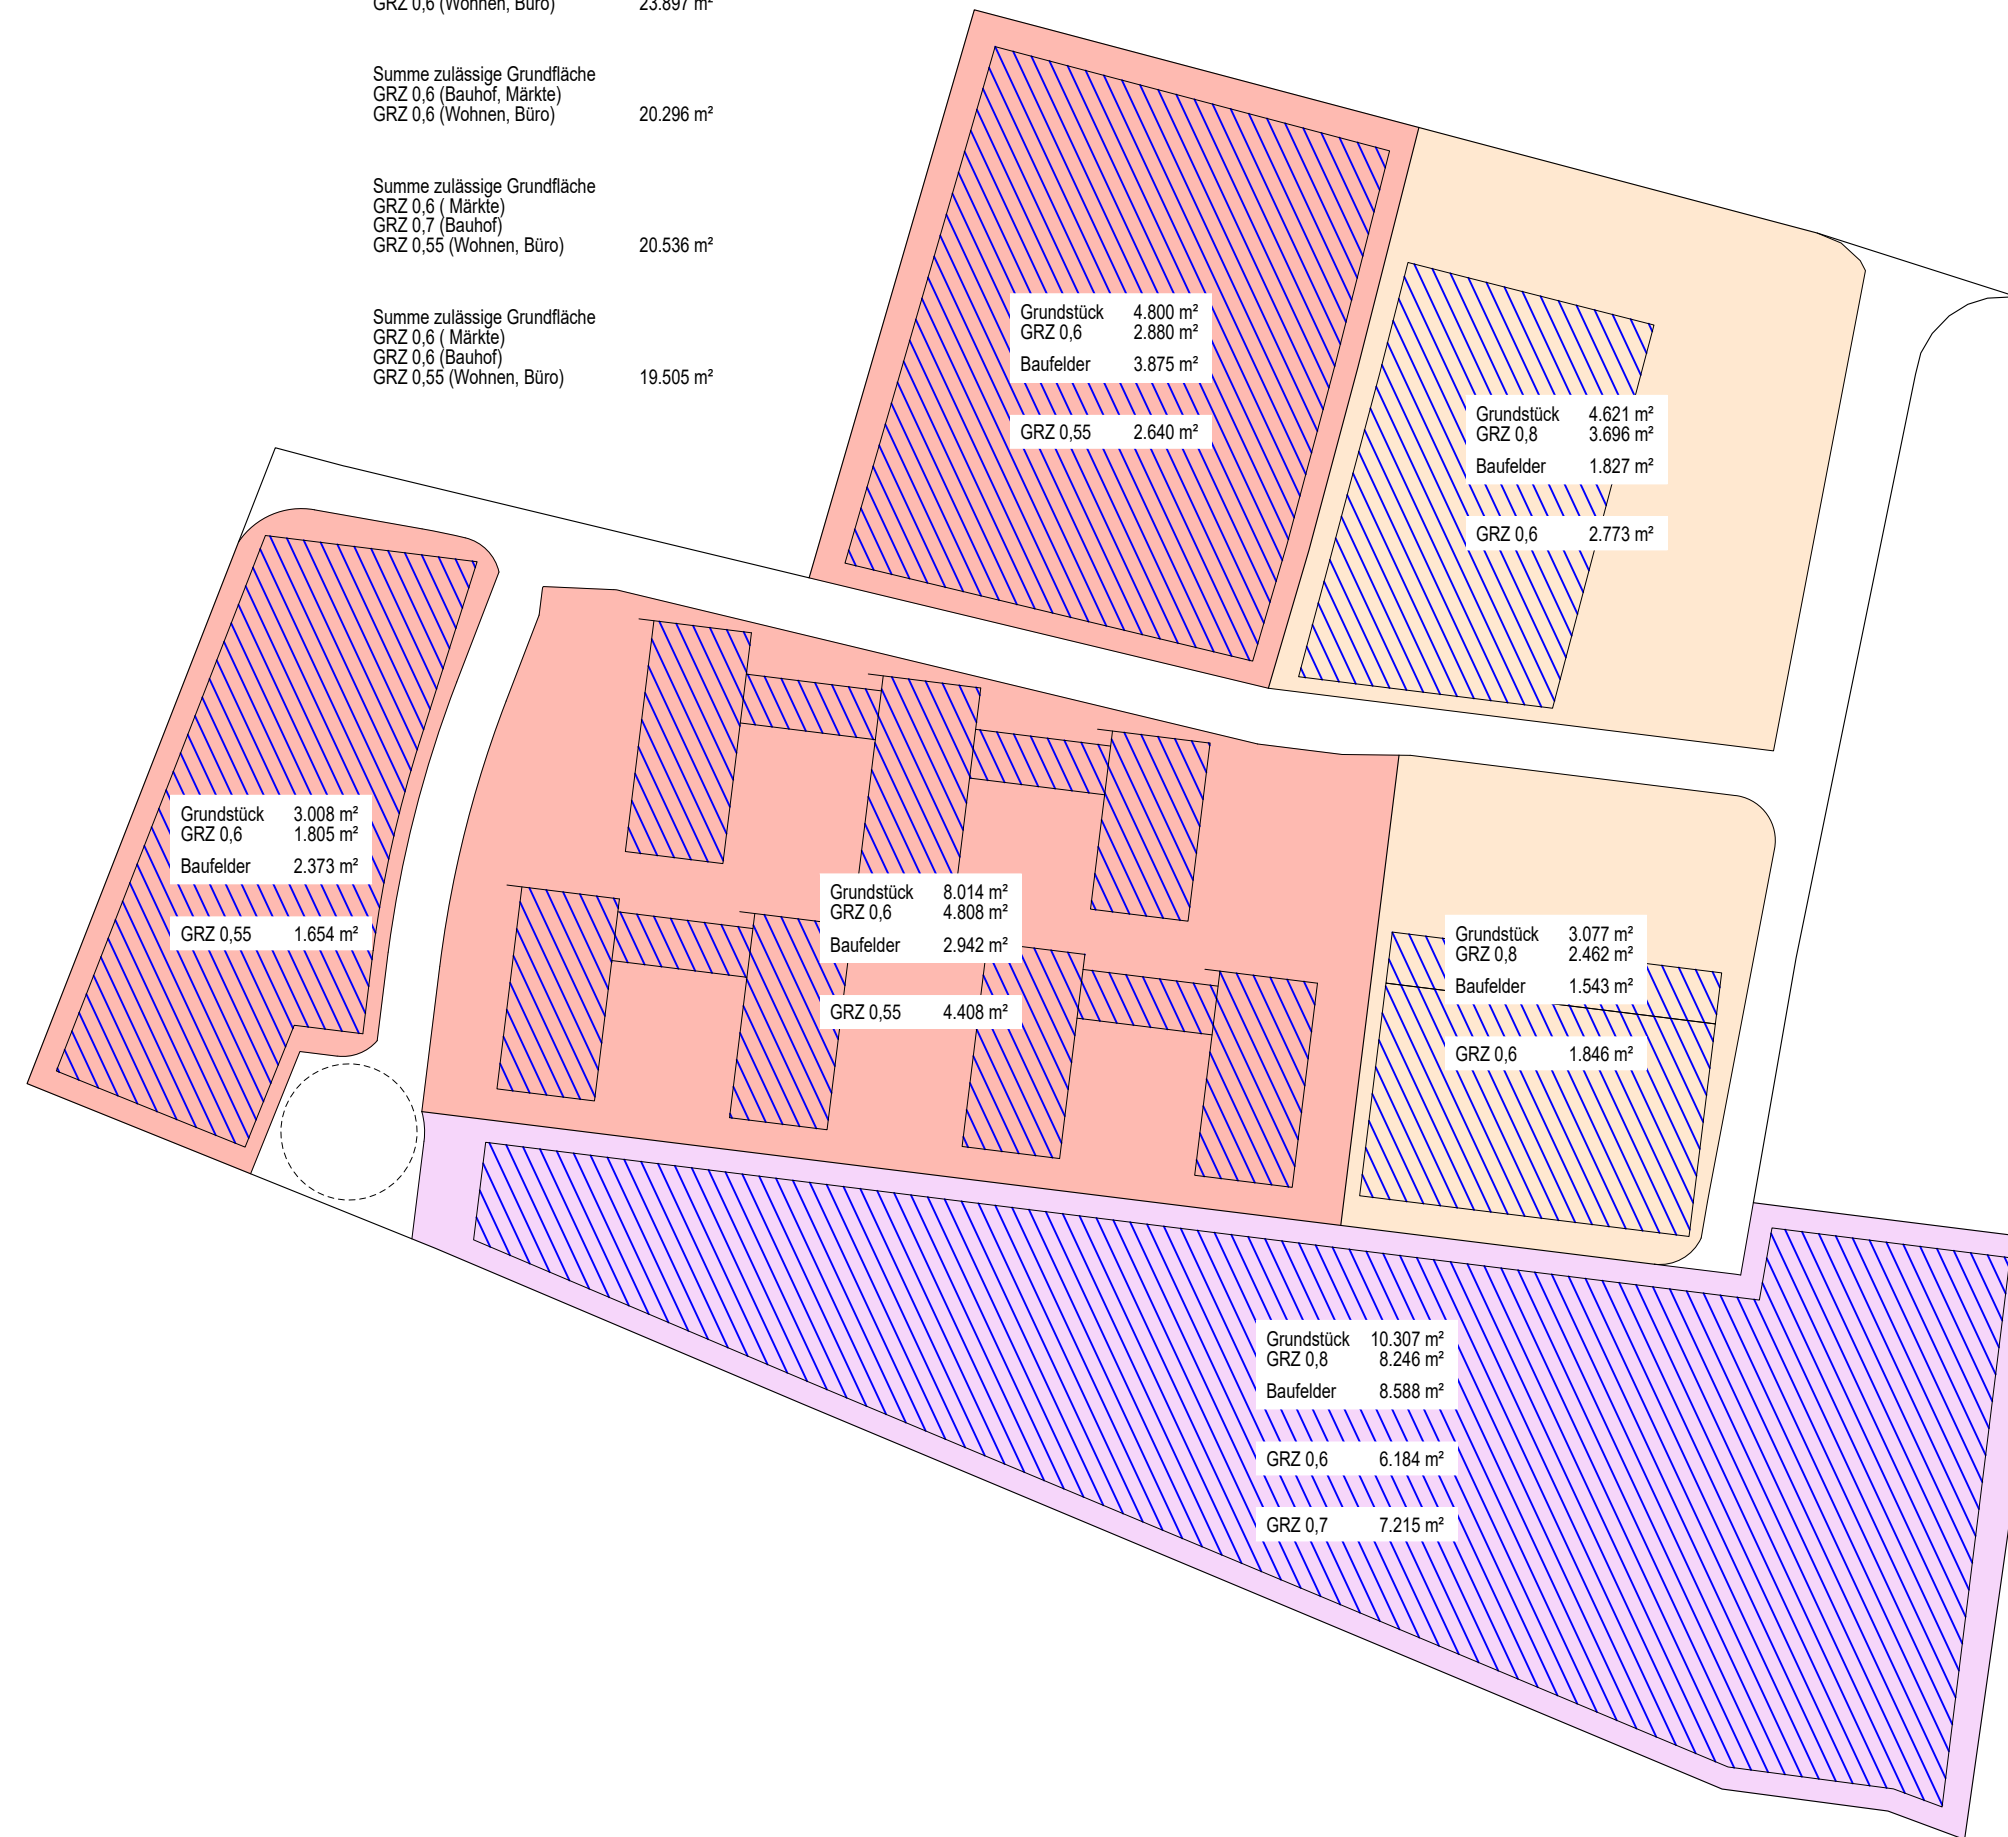 GRZ 0,6 (Wohnen, Büro) 23.897 m²
Summe zulässige Grundfläche
GRZ 0,6 (Bauhof, Märkte)
GRZ 0,6 (Wohnen, Büro) 20.296 m²
Summe zulässige Grundfläche
GRZ 0,6 ( Märkte)
GRZ 0,7 (Bauhof)
GRZ 0,55 (Wohnen, Büro) 20.536 m²
Summe zulässige Grundfläche
GRZ 0,6 ( Märkte)
GRZ 0,6 (Bauhof)
GRZ 0,55 (Wohnen, Büro) 19.505 m²
Grundstück 4.800 m²
GRZ 0,6 2.880 m²
Baufelder 3.875 m²
GRZ 0,55 2.640 m²
Grundstück 4.621 m²
GRZ 0,8 3.696 m²
Baufelder 1.827 m²
GRZ 0,6 2.773 m²
Grundstück 3.008 m²
GRZ 0,6 1.805 m²
Baufelder 2.373 m²
GRZ 0,55 1.654 m²
Grundstück 8.014 m²
GRZ 0,6 4.808 m²
Baufelder 2.942 m²
GRZ 0,55 4.408 m²
Grundstück 3.077 m²
GRZ 0,8 2.462 m²
Baufelder 1.543 m²
GRZ 0,6 1.846 m²
Grundstück 10.307 m²
GRZ 0,8 8.246 m²
Baufelder 8.588 m²
GRZ 0,6 6.184 m²
GRZ 0,7 7.215 m²